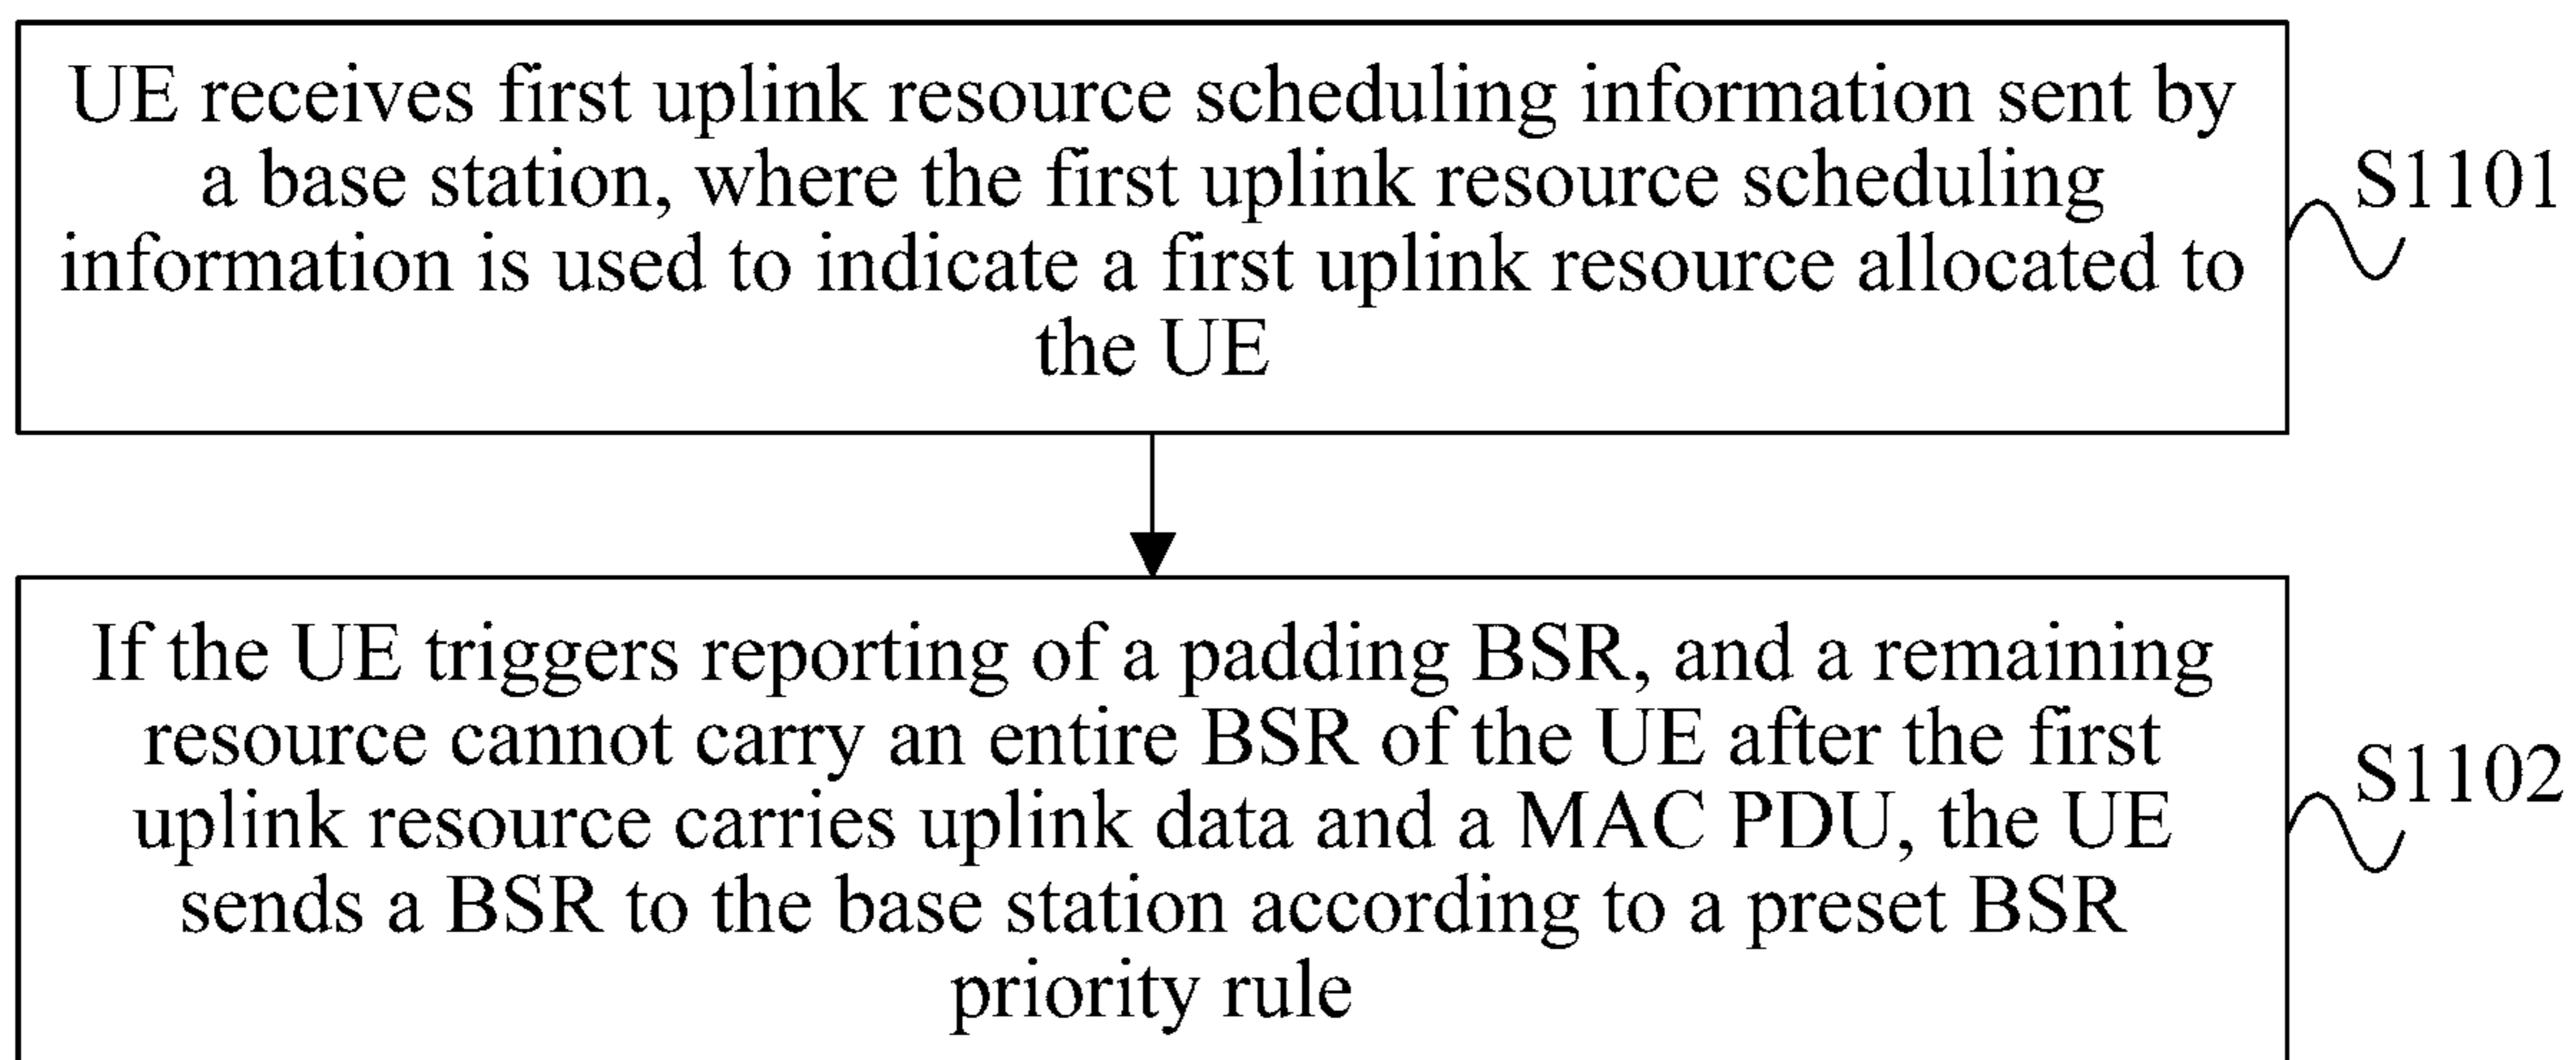 UE receives first uplink resource scheduling information sent by
a base station, where the first uplink resource scheduling
information is used to indicate a first uplink resource allocated to
the UE
S1101
If the UE triggers reporting of a padding BSR, and a remaining
resource cannot carry an entire BSR of the UE after the first
uplink resource carries uplink data and a MAC PDU, the UE
sends a BSR to the base station according to a preset BSR
priority rule
S1102